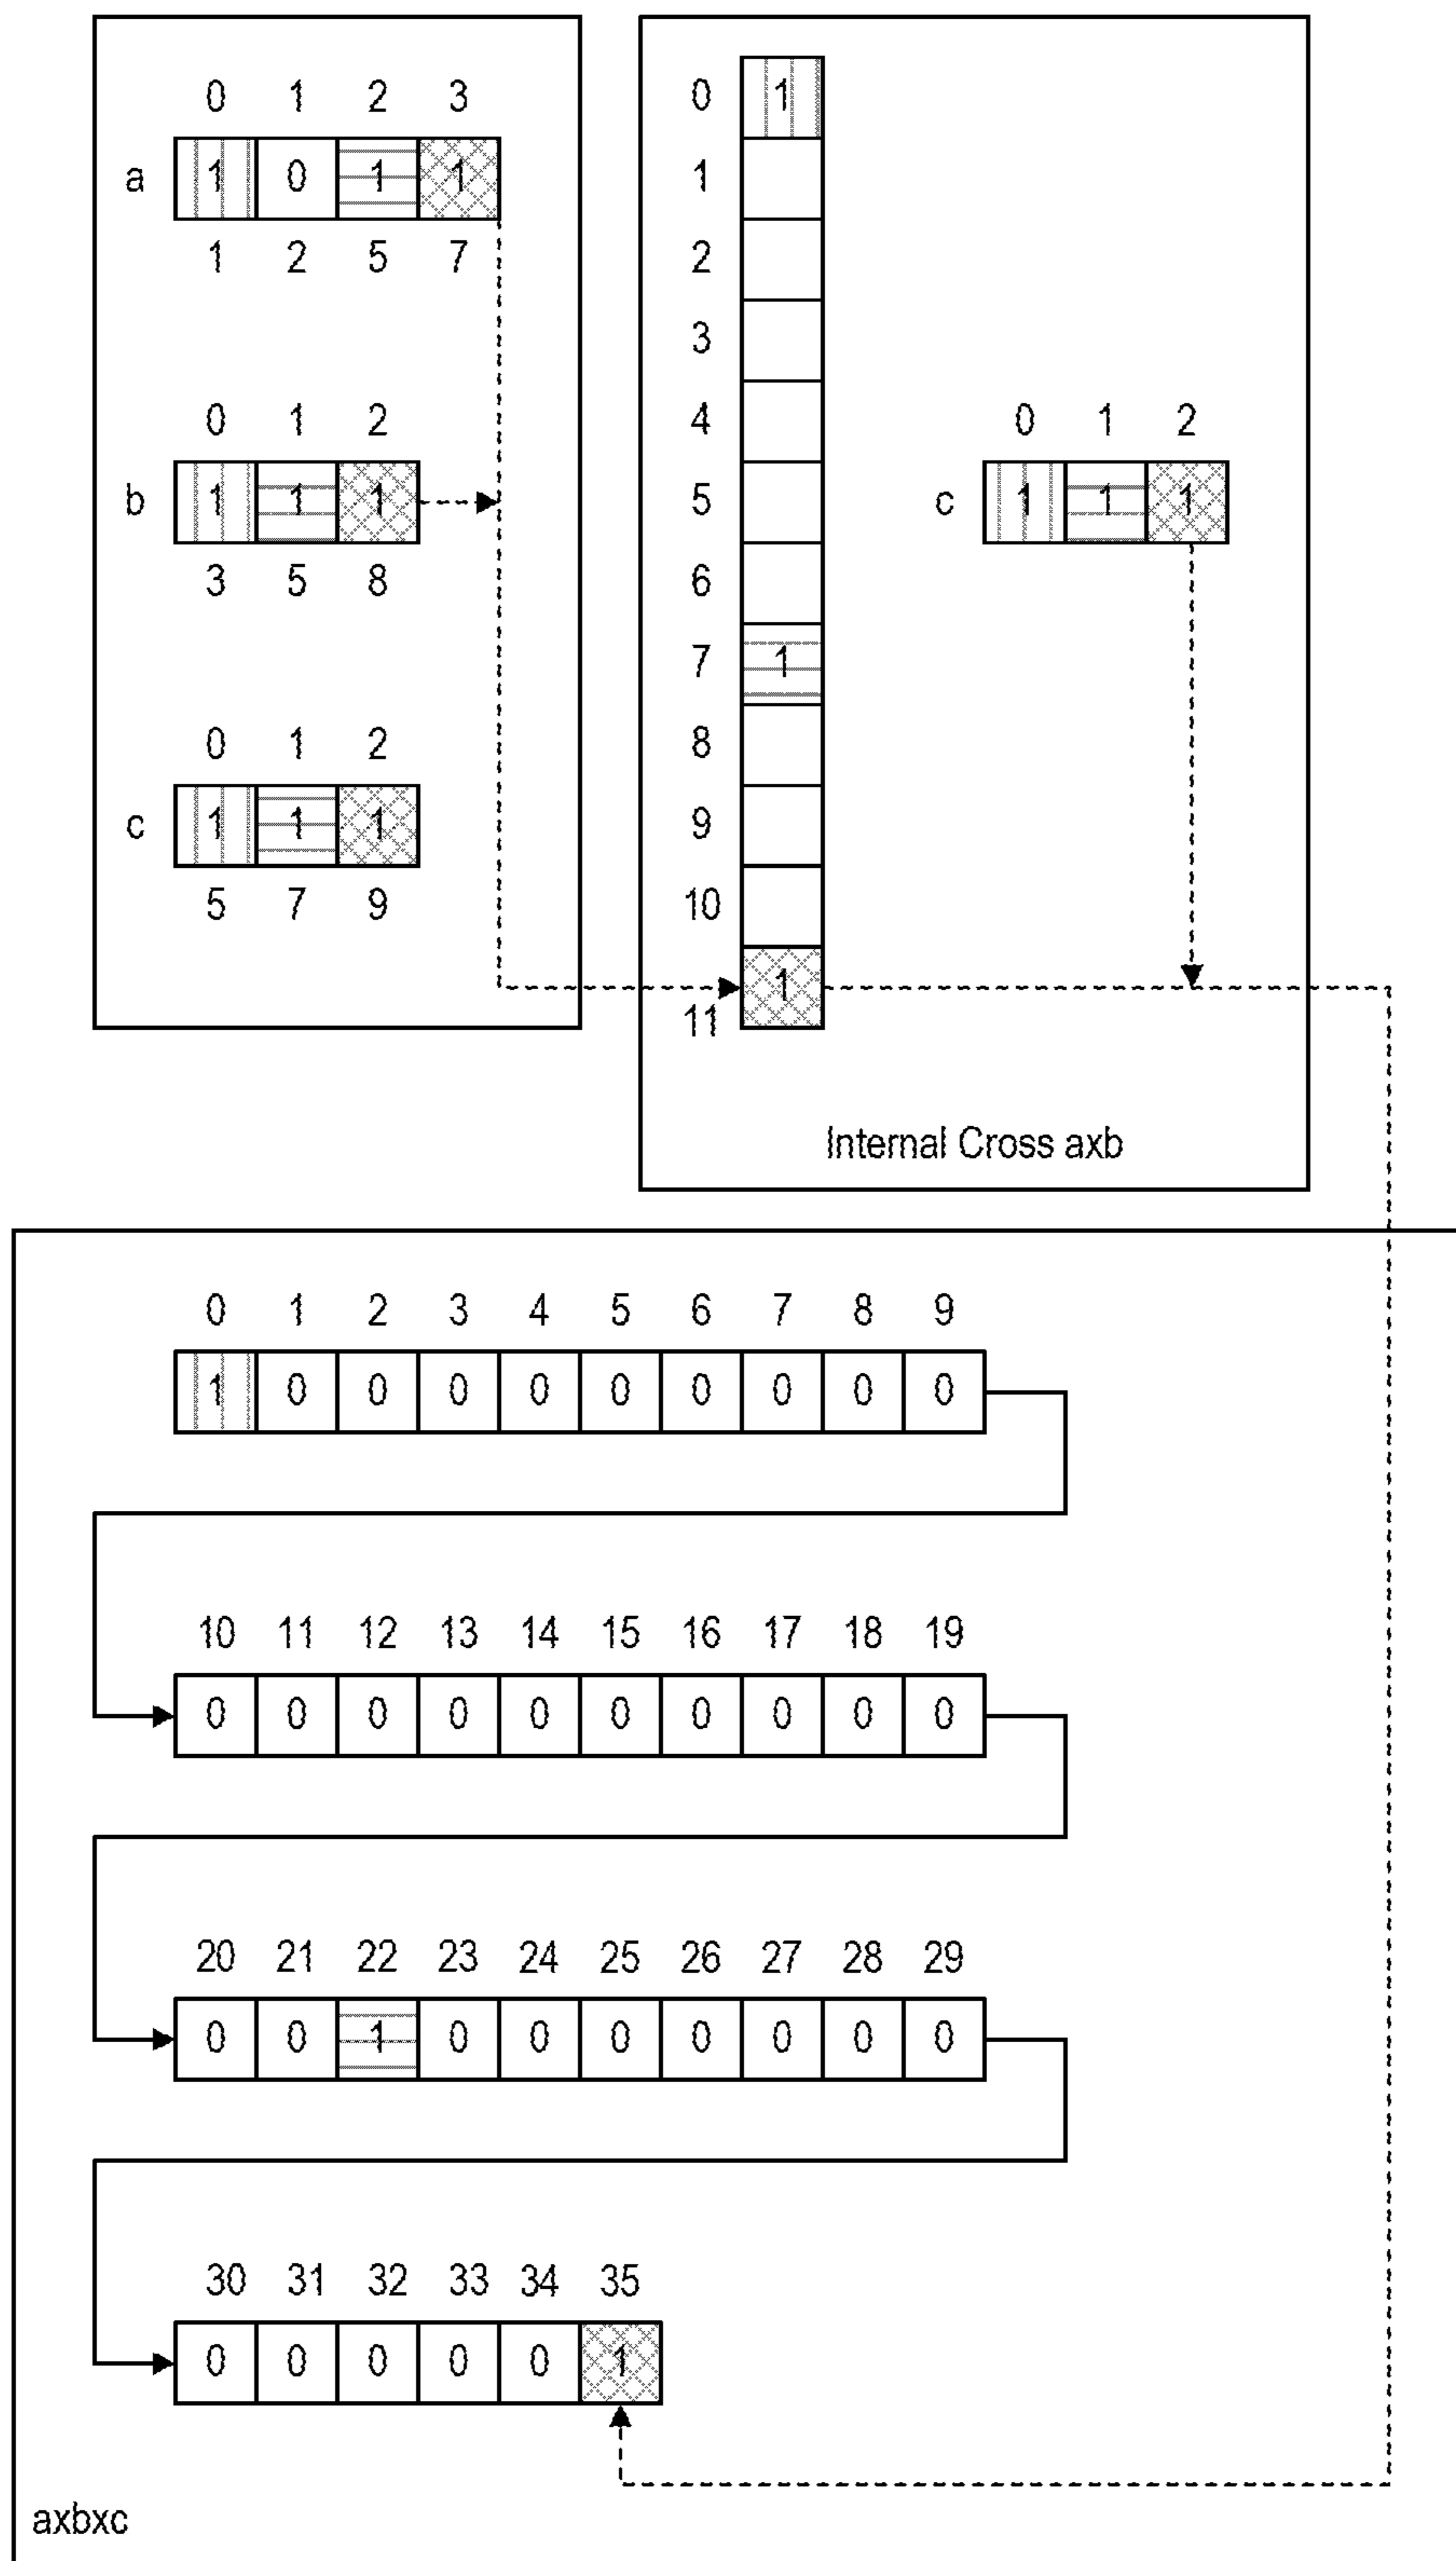 0 1 2 3
a 1 0 1 1
1 2 5 7
0 1 2
b 1 1 1
3 5 8
0 1 2
c 1 1 1
5 7 9
0 1
1
2
3
4
5
6
7 1
8
9
10
11 1
0 1 2
c 1 1 1
Internal Cross axb
0 1 2 3 4 5 6 7 8 9
1 0 0 0 0 0 0 0 0 0
10 11 12 13 14 15 16 17 18 19
0 0 0 0 0 0 0 0 0 0
20 21 22 23 24 25 26 27 28 29
0 0 1 0 0 0 0 0 0 0
30 31 32 33 34 35
0 0 0 0 0 1
axbxc